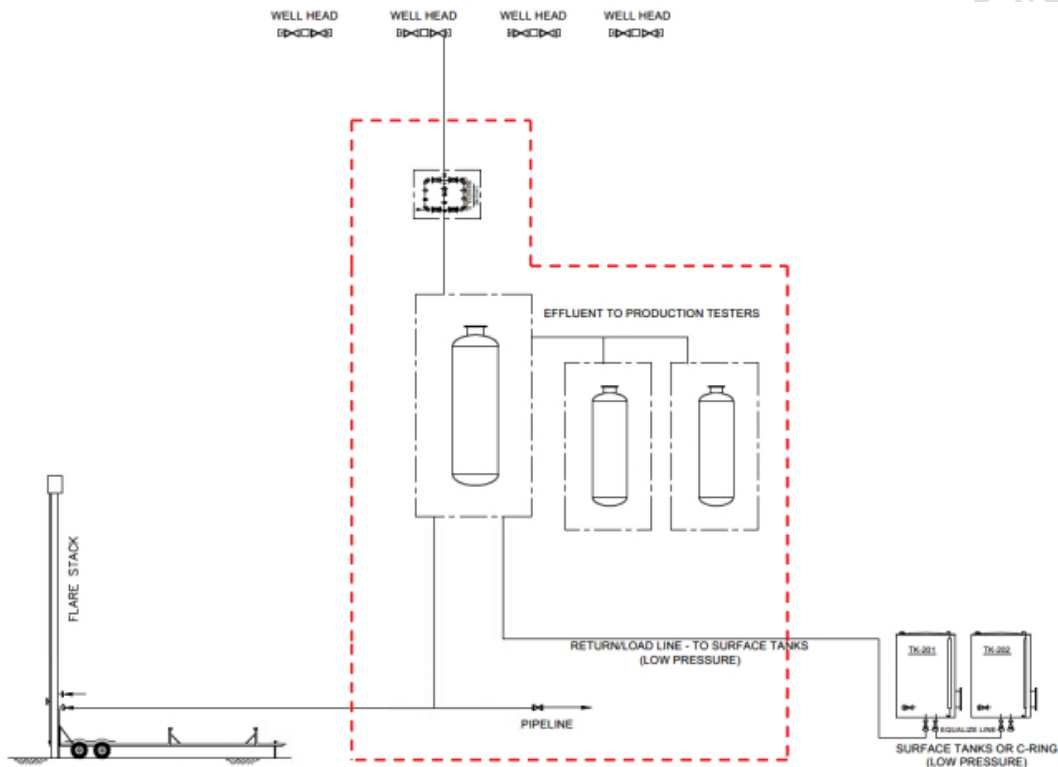 WELL HEAD
WELL HEAD
WELL HEAD
WELL HEAD
EFFLUENT TO PRODUCTION TESTERS
FLARE STACK
RETURN/LOAD LINE - TO SURFACE TANKS
(LOW PRESSURE)
PIPELINE
TK-201
TK-202
EQUALIZE LINE
SURFACE TANKS OR C-RING
(LOW PRESSURE)